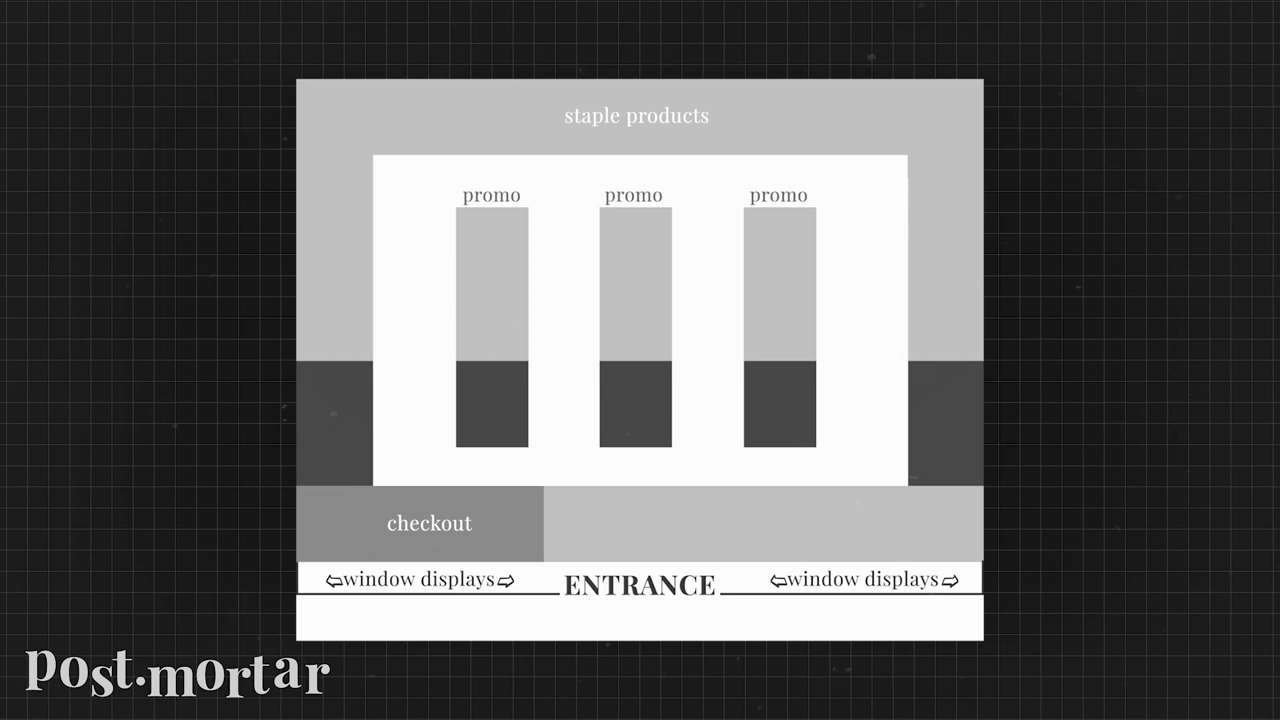 staple products
promo promo promo
checkout
⇦window displays⇨ ENTRANCE ⇦window displays⇨
post·mortar